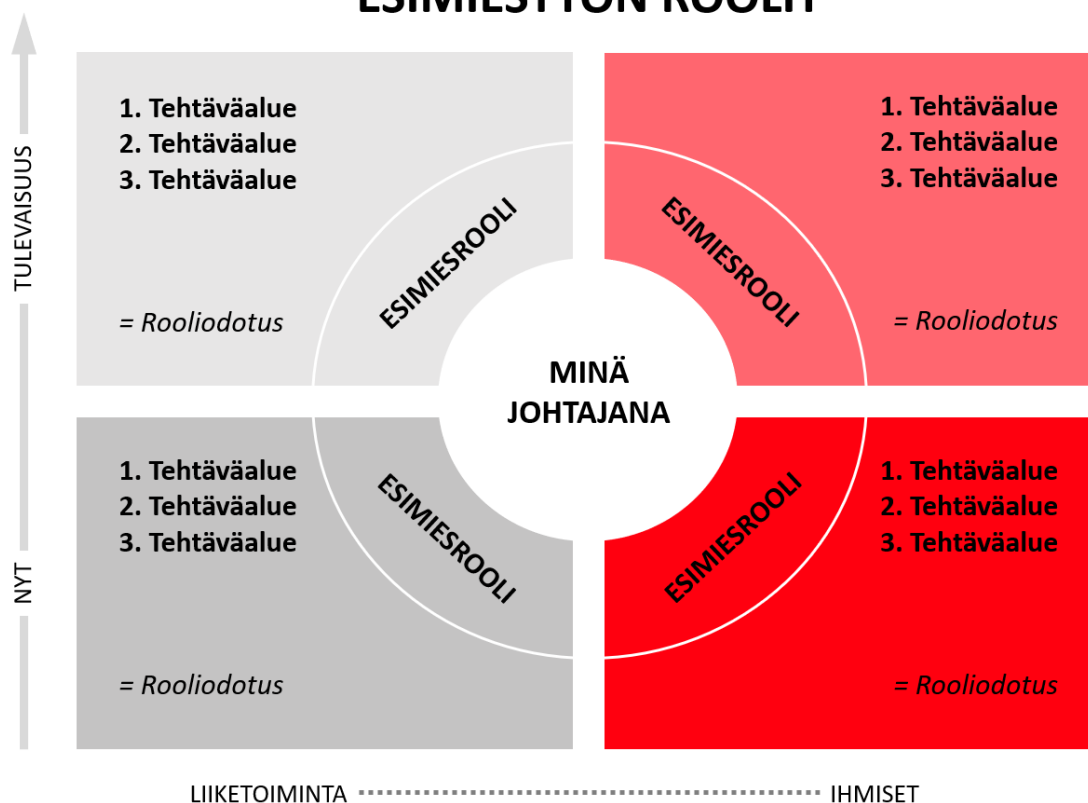 ESIMIESTYÖN ROOLIT
1. Tehtäväalue
2. Tehtäväalue
3. Tehtäväalue
= Rooliodotus
ESIMIESROOLI
1. Tehtäväalue
2. Tehtäväalue
3. Tehtäväalue
= Rooliodotus
ESIMIESROOLI
MINÄ
JOHTAJANA
1. Tehtäväalue
2. Tehtäväalue
3. Tehtäväalue
= Rooliodotus
ESIMIESROOLI
1. Tehtäväalue
2. Tehtäväalue
3. Tehtäväalue
= Rooliodotus
ESIMIESROOLI
TULEVAISUUS
NYT
LIIKETOIMINTA
IHMISET